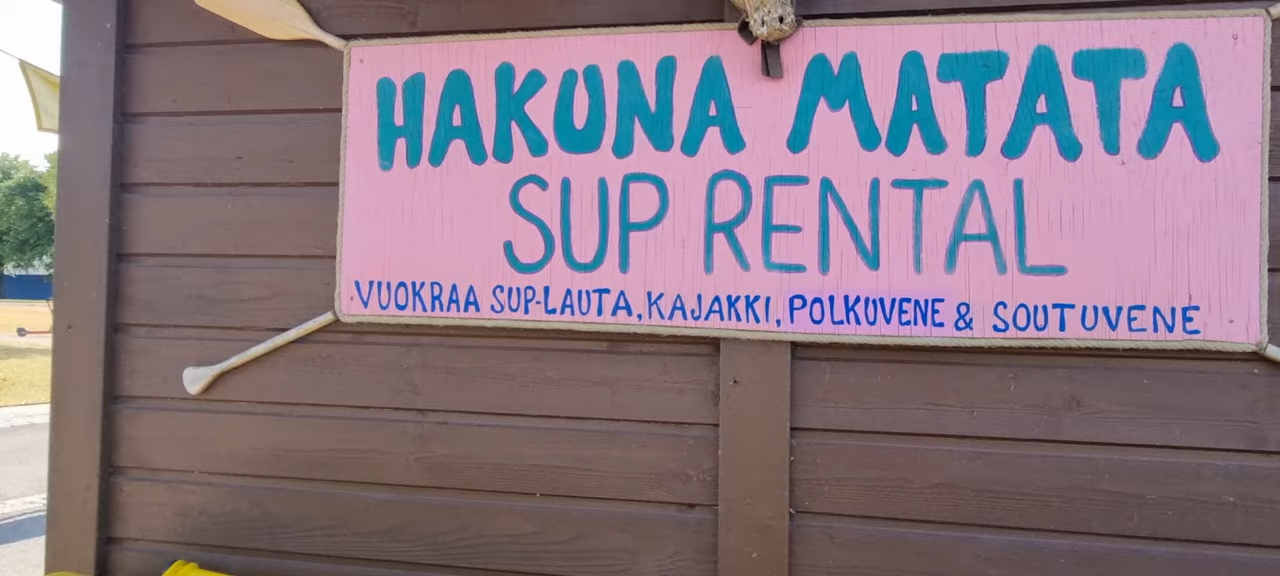 HAKUNA MATATA
SUP RENTAL
VUOKRAA SUP-LAUTA, KAJAKKI, POLKUVENE & SOUTUVENE